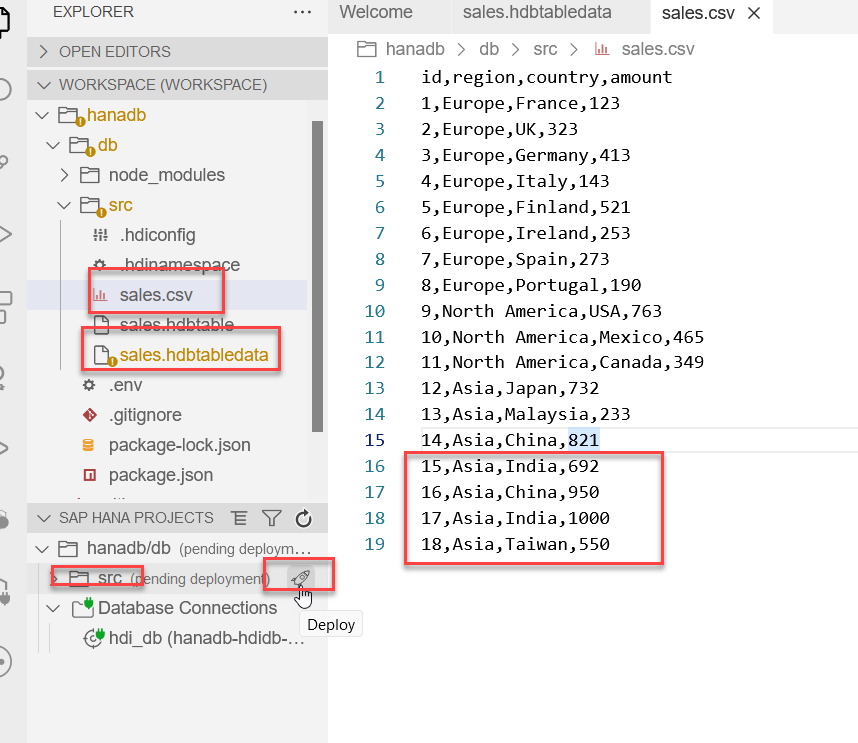 EXPLORER
OPEN EDITORS
WORKSPACE (WORKSPACE)
hanadb
db
node_modules
src
.hdiconfig
.hdinamespace
sales.csv
sales.hdbtable
sales.hdbtabledata
.env
.gitignore
package-lock.json
package.json
SAP HANA PROJECTS
hanadb/db (pending deploym...
src (pending deployment)
Deploy
Database Connections
hdi_db (hanadb-hdidb-...
Welcome sales.hdbtabledata sales.csv
hanadb > db > src > sales.csv
1 id,region,country,amount
2 1,Europe,France,123
3 2,Europe,UK,323
4 3,Europe,Germany,413
5 4,Europe,Italy,143
6 5,Europe,Finland,521
7 6,Europe,Ireland,253
8 7,Europe,Spain,273
9 8,Europe,Portugal,190
10 9,North America,USA,763
11 10,North America,Mexico,465
12 11,North America,Canada,349
13 12,Asia,Japan,732
14 13,Asia,Malaysia,233
15 14,Asia,China,821
16 15,Asia,India,692
17 16,Asia,China,950
18 17,Asia,India,1000
19 18,Asia,Taiwan,550